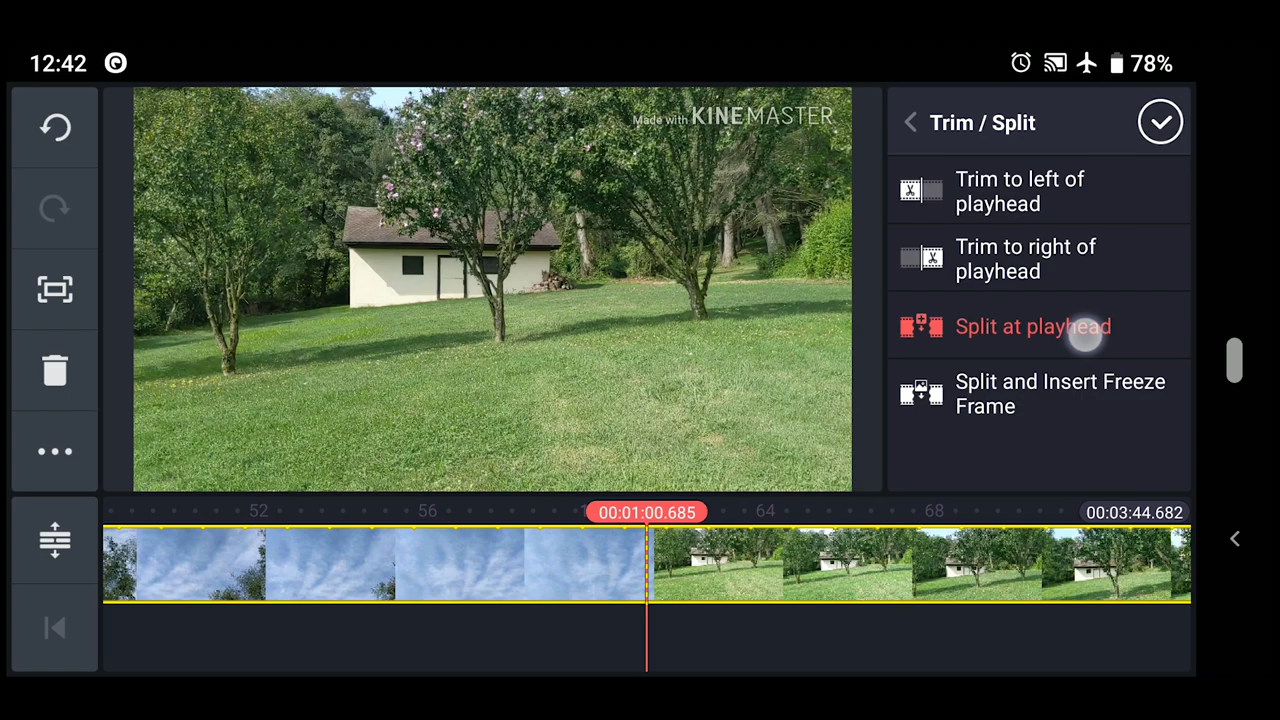 12:42
78%
Made with KINEMASTER
Trim / Split
Trim to left of
playhead
Trim to right of
playhead
Split at playhead
Split and Insert Freeze
Frame
52
56
00:01:00.685
64
68
00:03:44.682